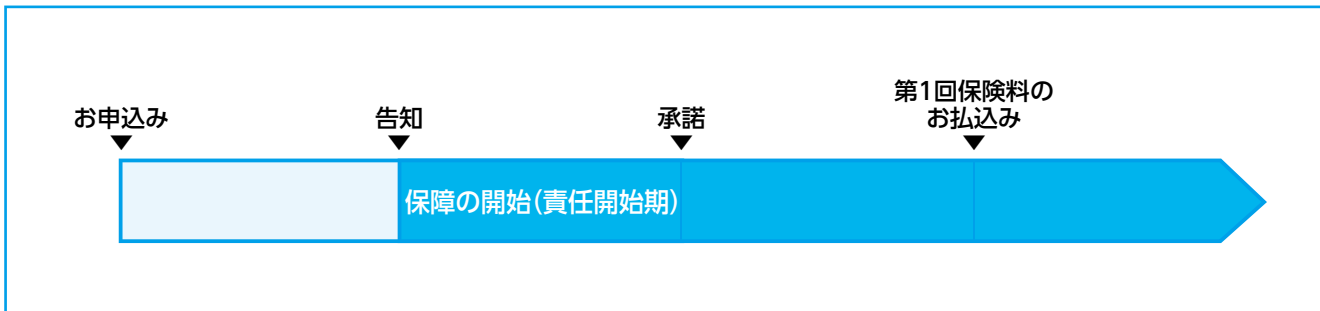 お申込み
告知
承諾
第1回保険料の
お払込み
保障の開始(責任開始期)